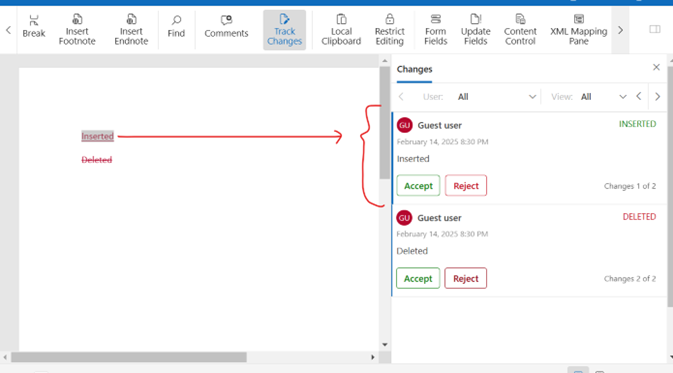 Break
Insert
Footnote
Insert
Endnote
Find
Comments
Track
Changes
Local
Clipboard
Restrict
Editing
Form
Fields
Update
Fields
Content
Control
XML Mapping
Pane
Changes
User: All View: All
Inserted
Deleted
GU Guest user INSERTED
February 14, 2025 8:30 PM
Inserted
Accept Reject Changes 1 of 2
GU Guest user DELETED
February 14, 2025 8:30 PM
Deleted
Accept Reject Changes 2 of 2